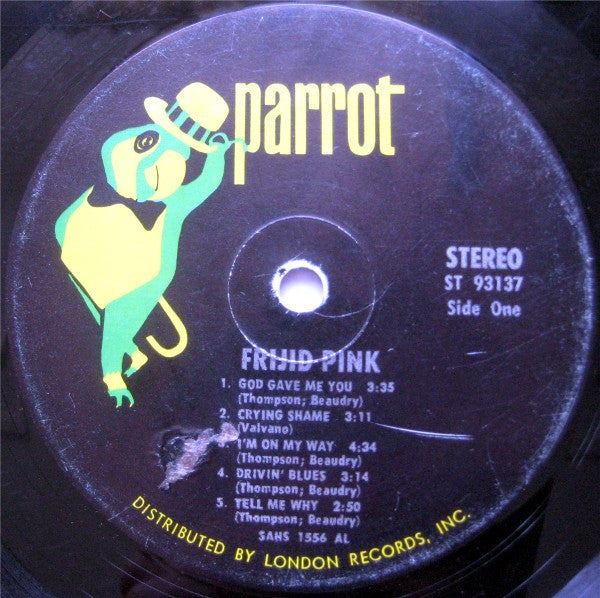 parrot
STEREO
ST 93137
Side One
FRIJID PINK
1. GOD GAVE ME YOU 3:35
(Thompson; Beaudry)
2. CRYING SHAME 3:11
(Valvano)
I'M ON MY WAY 4:34
(Thompson; Beaudry)
4. DRIVIN' BLUES 3:14
(Thompson; Beaudry)
5. TELL ME WHY 2:50
(Thompson; Beaudry)
SAHS 1556 AL
DISTRIBUTED BY LONDON RECORDS, INC.